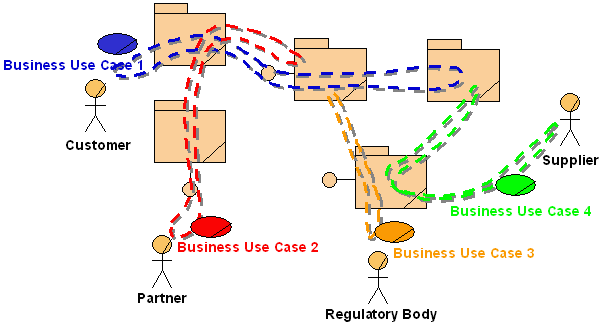 Business Use Case 1
Customer
Supplier
Business Use Case 4
Business Use Case 2
Business Use Case 3
Partner
Regulatory Body